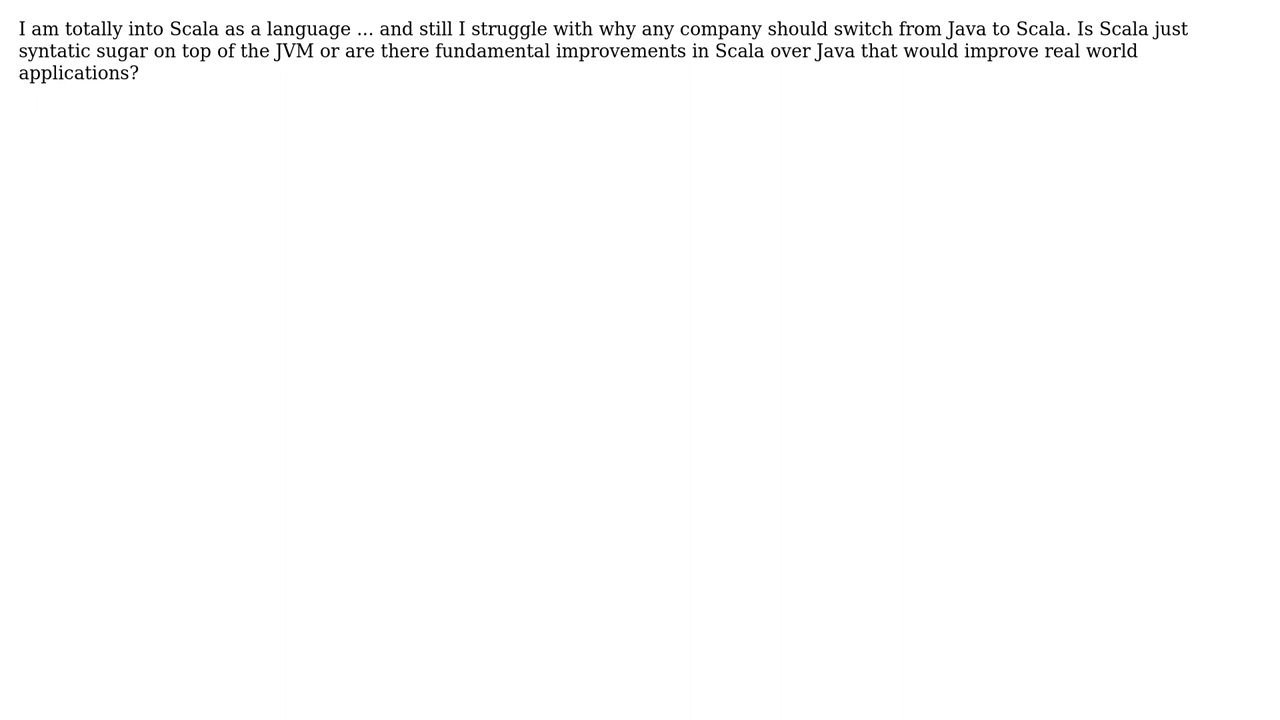 I am totally into Scala as a language ... and still I struggle with why any company should switch from Java to Scala. Is Scala just
syntatic sugar on top of the JVM or are there fundamental improvements in Scala over Java that would improve real world
applications?